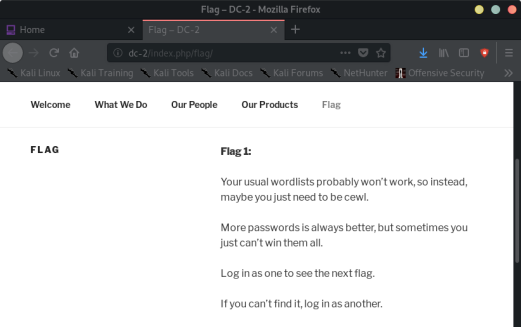 Flag – DC-2 - Mozilla Firefox
Home
Flag – DC-2
dc-2/index.php/flag/
Kali Linux Kali Training Kali Tools Kali Docs Kali Forums NetHunter Offensive Security
Welcome What We Do Our People Our Products Flag
FLAG
Flag 1:
Your usual wordlists probably won’t work, so instead,
maybe you just need to be cewl.
More passwords is always better, but sometimes you
just can’t win them all.
Log in as one to see the next flag.
If you can’t find it, log in as another.